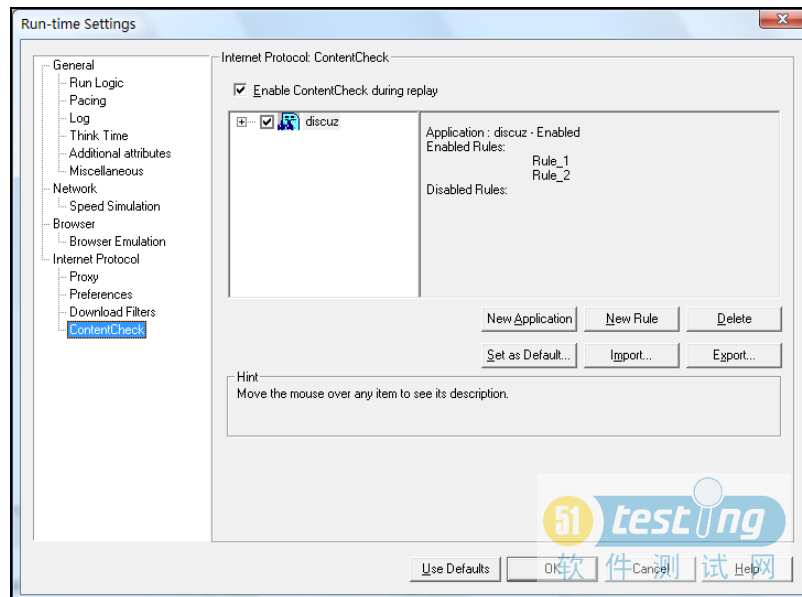 Run-time Settings
General
Run Logic
Pacing
Log
Think Time
Additional attributes
Miscellaneous
Network
Speed Simulation
Browser
Browser Emulation
Internet Protocol
Proxy
Preferences
Download Filters
ContentCheck
Internet Protocol: ContentCheck
Enable ContentCheck during replay
discuz
Application : discuz - Enabled
Enabled Rules:
Rule_1
Rule_2
Disabled Rules:
New Application
New Rule
Delete
Set as Default...
Import...
Export...
Hint
Move the mouse over any item to see its description.
51 testing
软件测试网
Use Defaults
OK
Cancel
Help